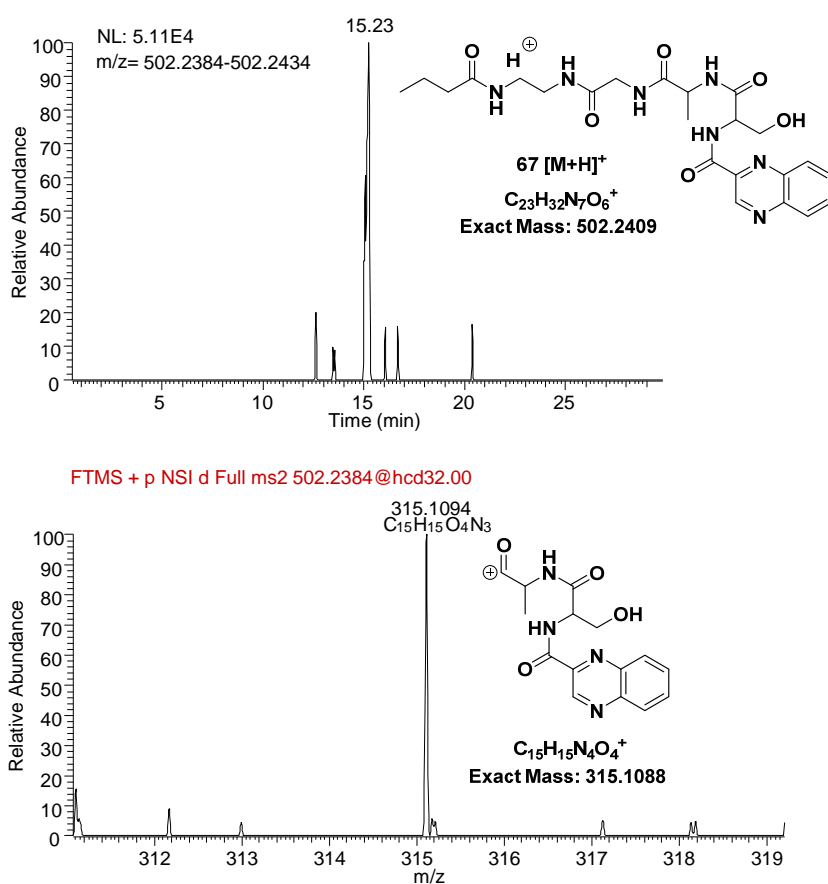 NL: 5.11E4
m/z= 502.2384-502.2434
15.23
Relative Abundance
100
90
80
70
60
50
40
30
20
10
0
5
10
15
20
25
Time (min)
O
H
⊕
N
H
H
N
O
N
H
O
H
N
O
OH
HN
O
N
N
67 [M+H]⁺
C₂₃H₃₂N₇O₆⁺
Exact Mass: 502.2409
FTMS + p NSI d Full ms2 502.2384@hcd32.00
315.1094
C₁₅H₁₅O₄N₃
Relative Abundance
100
90
80
70
60
50
40
30
20
10
0
312
313
314
315
316
317
318
319
m/z
O
⊕
H
N
O
OH
HN
O
N
N
C₁₅H₁₅N₄O₄⁺
Exact Mass: 315.1088